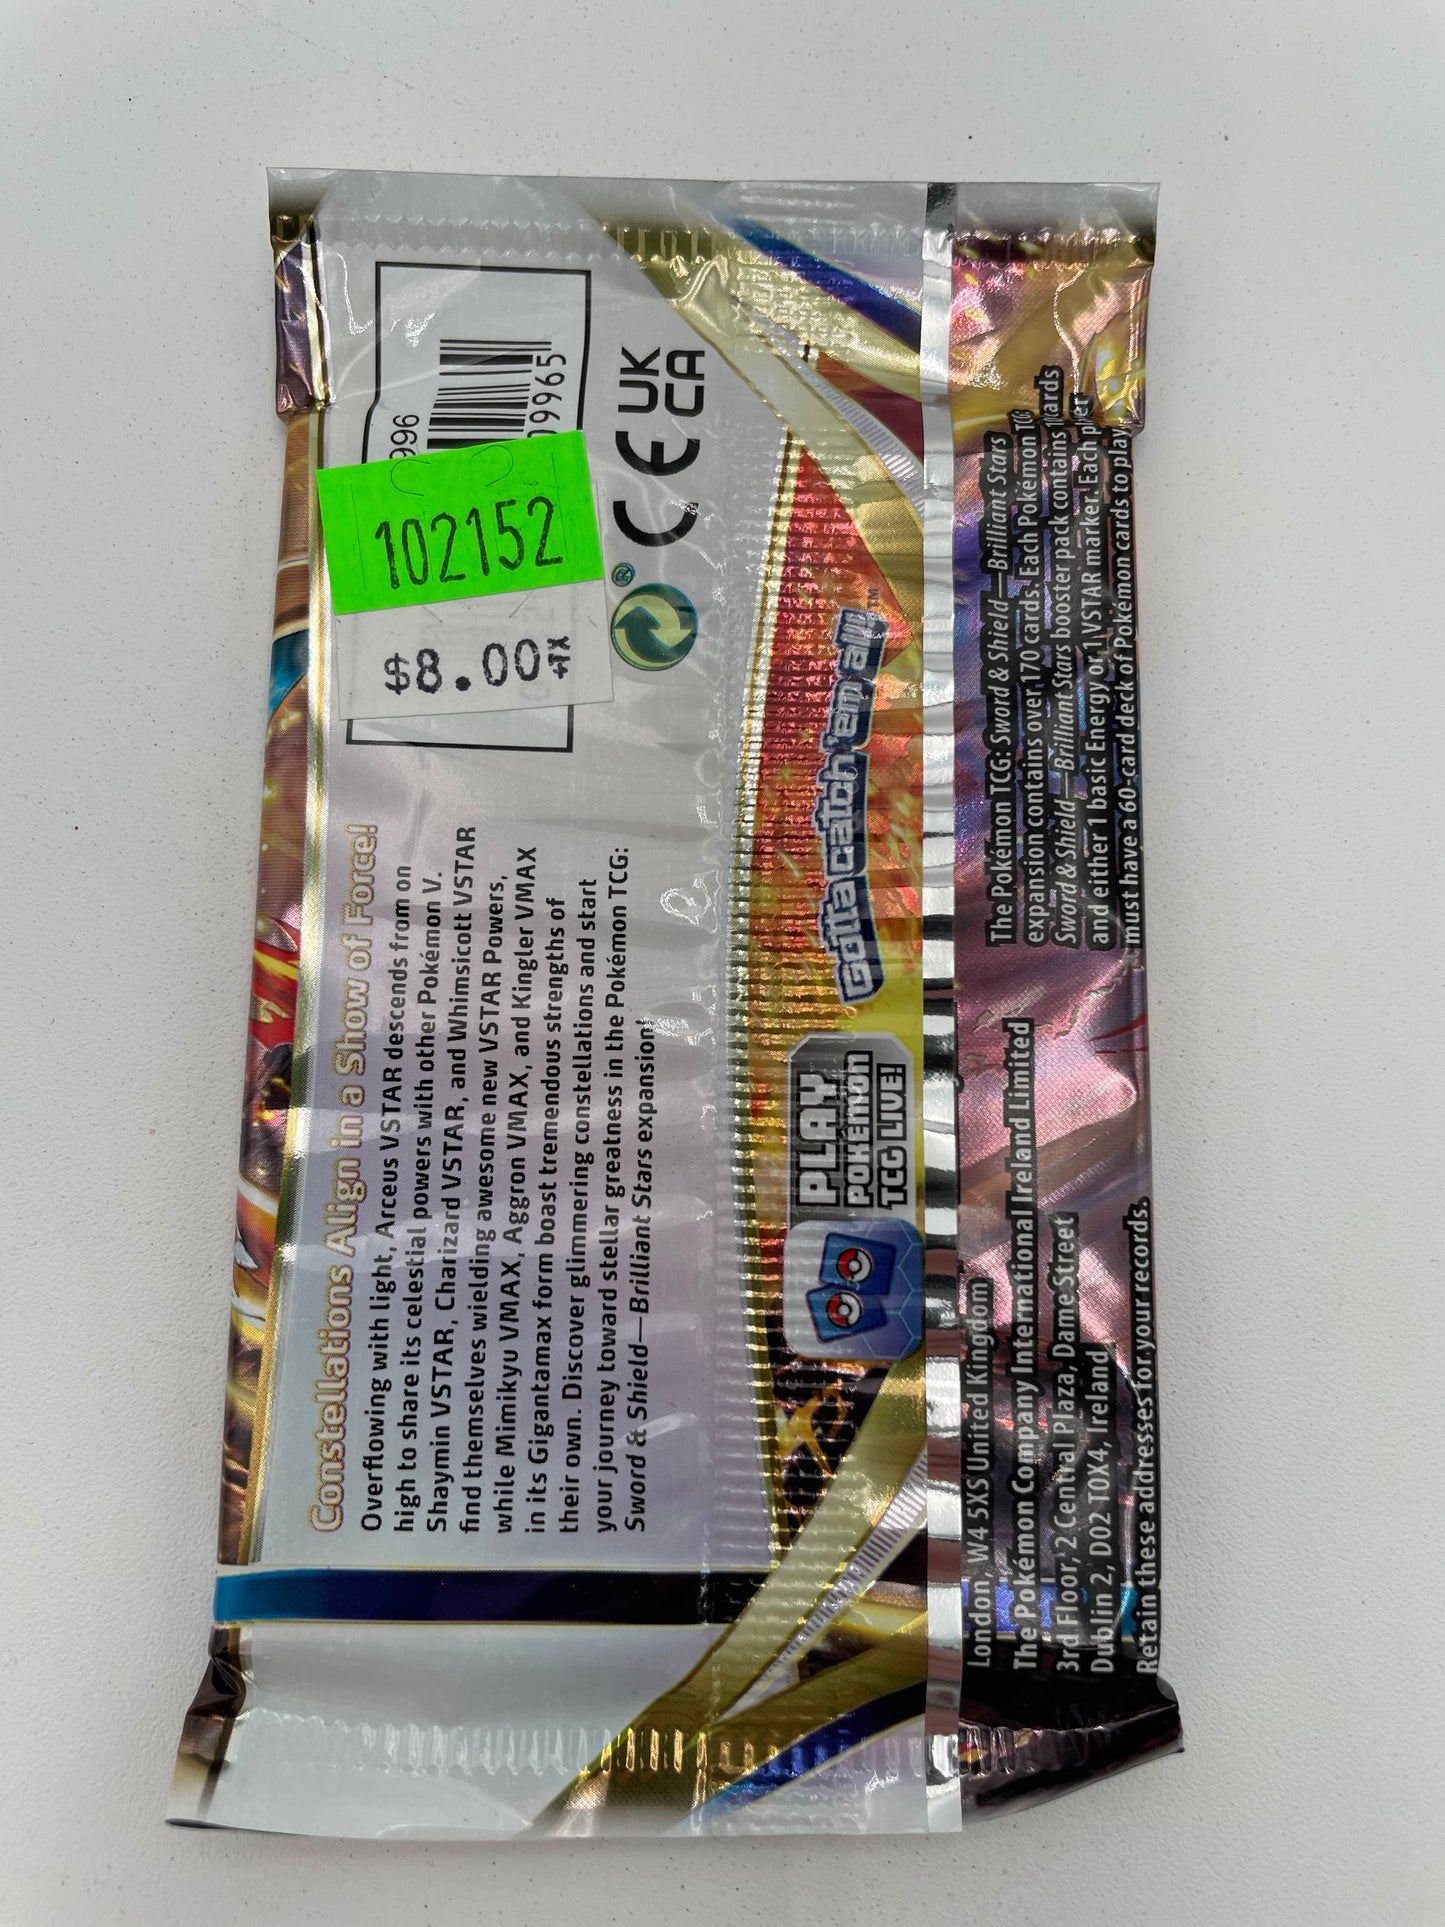 Constellations Align in a Show of Force!
Overflowing with light, Arceus VSTAR descends from on
high to share its celestial powers with other Pokémon V.
Shaymin VSTAR, Charizard VSTAR, and Whimsicott VSTAR
find themselves wielding awesome new VSTAR Powers,
while Mimikyu VMAX, Aggron VMAX, and Kingler VMAX
in its Gigantamax form boast tremendous strengths of
their own. Discover glimmering constellations and start
your journey toward stellar greatness in the Pokémon TCG:
Sword & Shield—Brilliant Stars expansion!
996
09965
102152
$8.00+TX
®
CE
UK
CA
PLAY
POKÉMON
TCG LIVE!
Gotta catch 'em all!™
London, W4 5XS United Kingdom
The Pokémon Company International Ireland Limited
3rd Floor, 2 Central Plaza, Dame Street
Dublin 2, D02 T0X4, Ireland
Retain these addresses for your records.
The Pokémon TCG: Sword & Shield—Brilliant Stars
expansion contains over 170 cards. Each Pokémon TCG:
Sword & Shield—Brilliant Stars booster pack contains cards
and either 1 basic Energy or 1 VSTAR marker. Each player
must have a 60-card deck of Pokémon cards to play